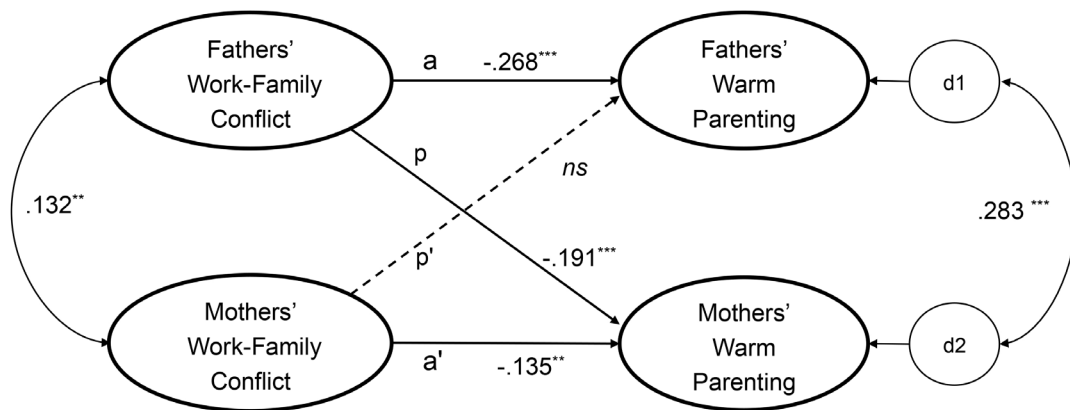 Fathers'
Work-Family
Conflict
a
-.268***
Fathers'
Warm
Parenting
d1
p
ns
.132**
.283 ***
p'
-.191***
Mothers'
Work-Family
Conflict
a'
-.135**
Mothers'
Warm
Parenting
d2